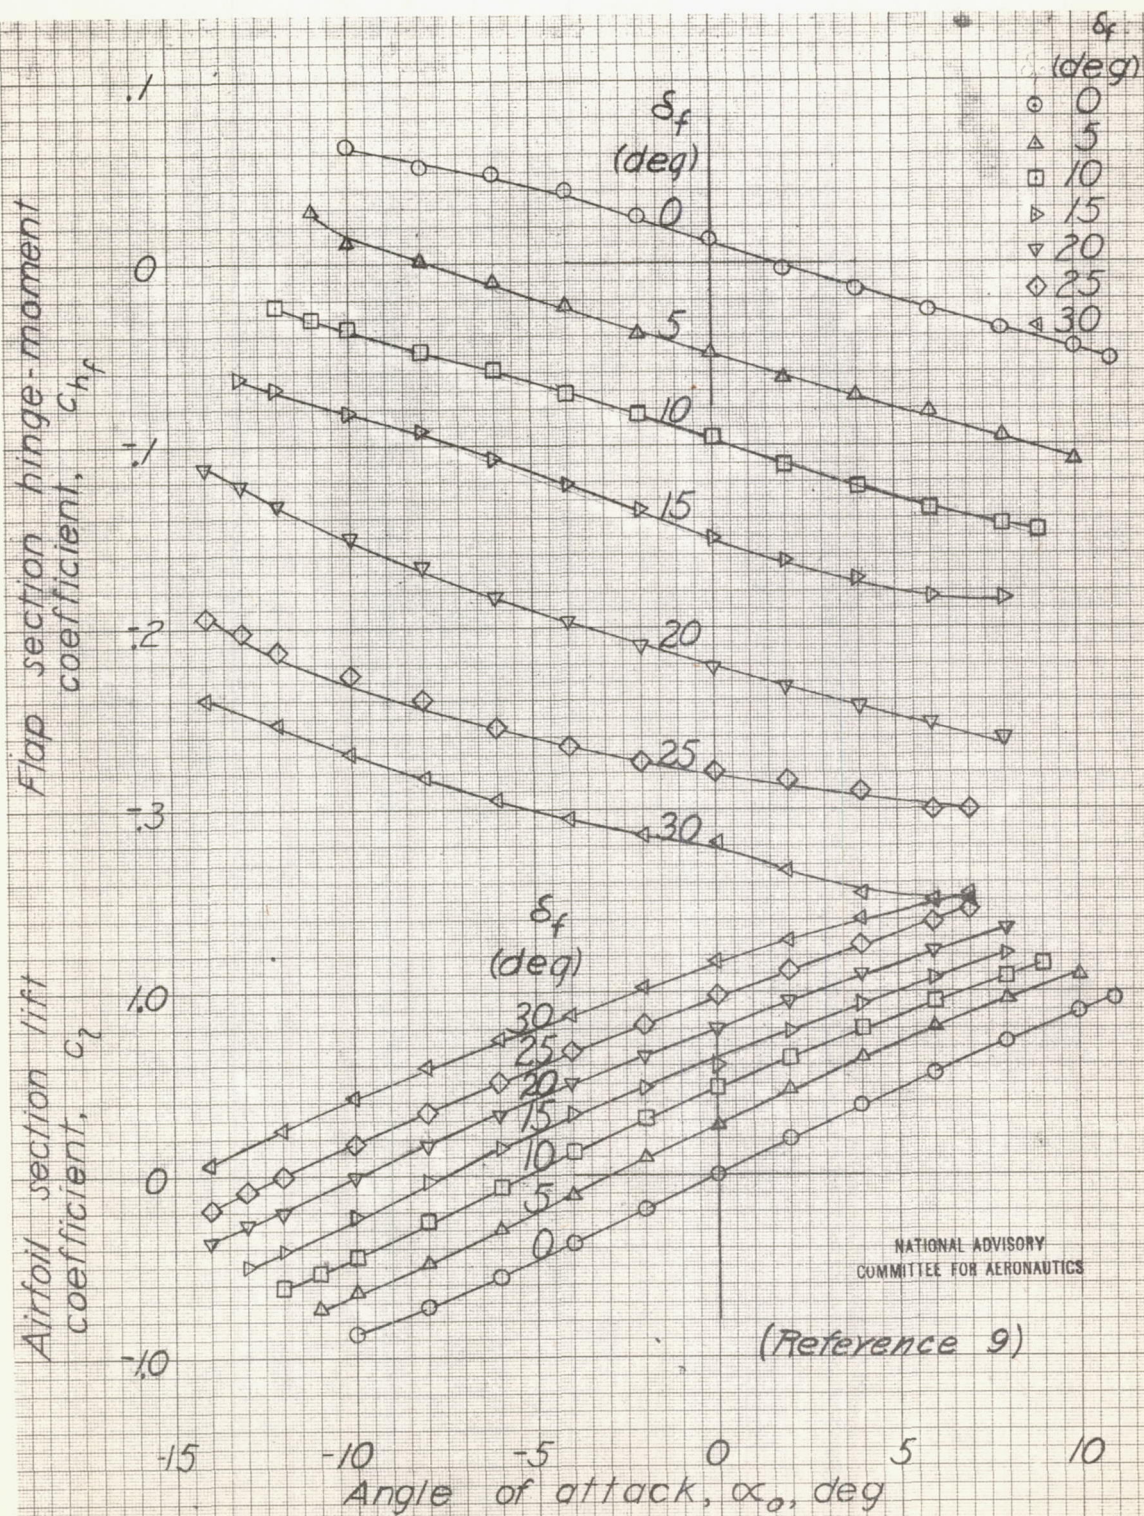 δf
(deg)
0
5
10
15
20
25
30
.1
0
-.1
-.2
-.3
Flap section hinge-moment
coefficient, chf
δf
(deg)
0
5
10
15
20
25
30
δf
(deg)
30
25
20
15
10
5
0
1.0
0
-1.0
Airfoil section lift
coefficient, cl
NATIONAL ADVISORY
COMMITTEE FOR AERONAUTICS
(Reference 9)
-15 -10 -5 0 5 10
Angle of attack, αo, deg